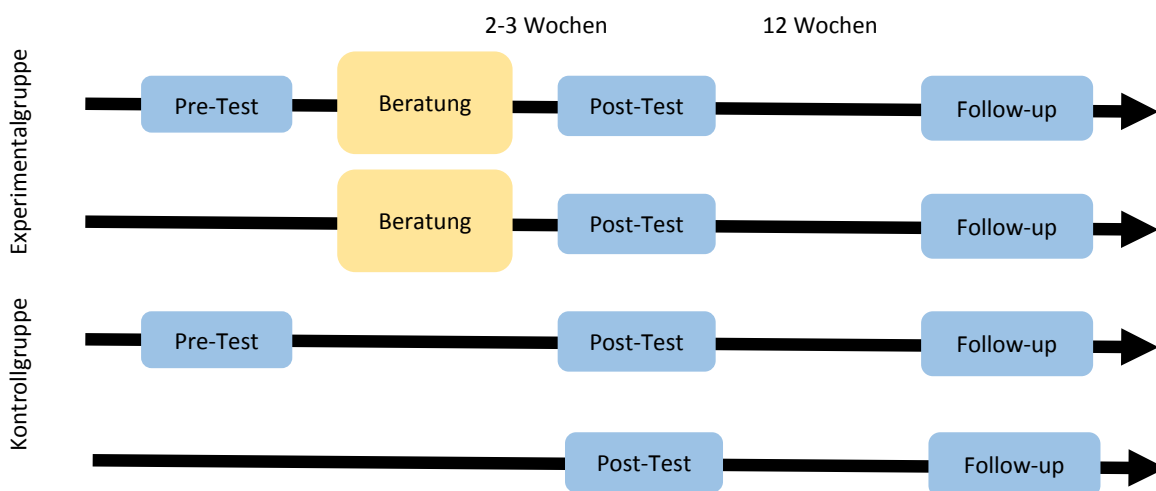 2-3 Wochen
12 Wochen
Experimentalgruppe
Pre-Test
Beratung
Post-Test
Follow-up
Beratung
Post-Test
Follow-up
Kontrollgruppe
Pre-Test
Post-Test
Follow-up
Post-Test
Follow-up